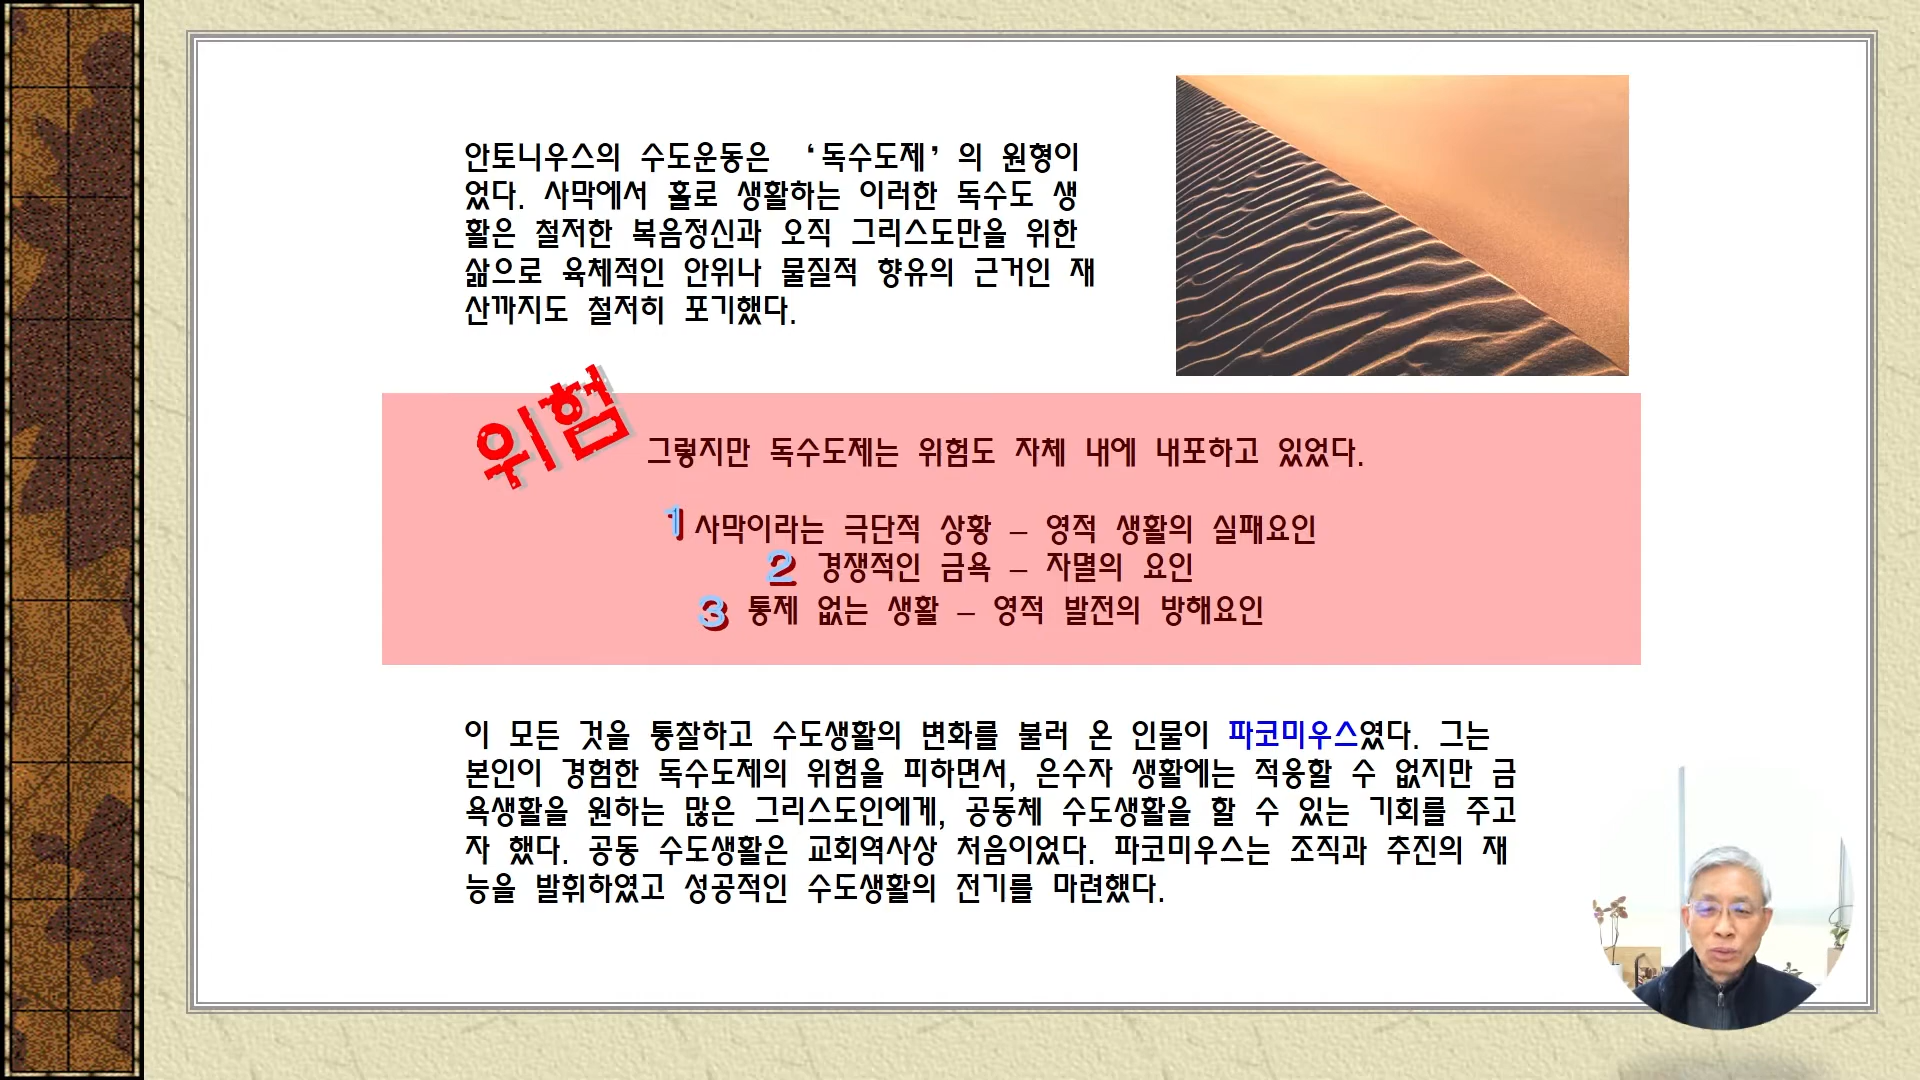 안토니우스의 수도운동은 ‘독수도제’의 원형이
었다. 사막에서 홀로 생활하는 이러한 독수도 생
활은 철저한 복음정신과 오직 그리스도만을 위한
삶으로 육체적인 안위나 물질적 향유의 근거인 재
산까지도 철저히 포기했다.
위험
그렇지만 독수도제는 위험도 자체 내에 내포하고 있었다.
1 사막이라는 극단적 상황 – 영적 생활의 실패요인
2 경쟁적인 금욕 – 자멸의 요인
3 통제 없는 생활 – 영적 발전의 방해요인
이 모든 것을 통찰하고 수도생활의 변화를 불러 온 인물이 파코미우스였다. 그는
본인이 경험한 독수도제의 위험을 피하면서, 은수자 생활에는 적응할 수 없지만 금
욕생활을 원하는 많은 그리스도인에게, 공동체 수도생활을 할 수 있는 기회를 주고
자 했다. 공동 수도생활은 교회역사상 처음이었다. 파코미우스는 조직과 추진의 재
능을 발휘하였고 성공적인 수도생활의 전기를 마련했다.